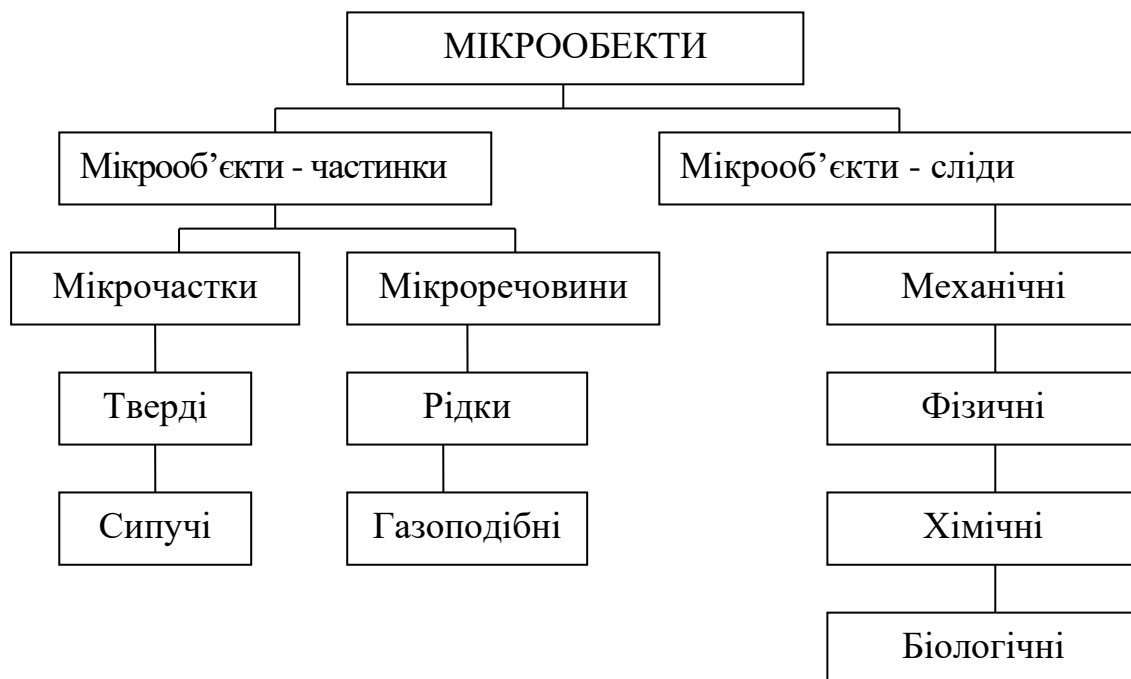 МІКРООБЕКТИ
Мікрооб’єкти - частинки
Мікрооб’єкти - сліди
Мікрочастки
Мікроречовини
Механічні
Тверді
Рідки
Фізичні
Сипучі
Газоподібні
Хімічні
Біологічні